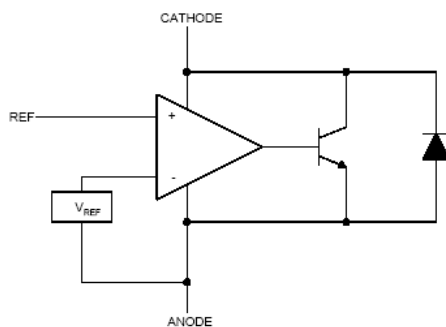 CATHODE
REF
+
-
VREF
ANODE